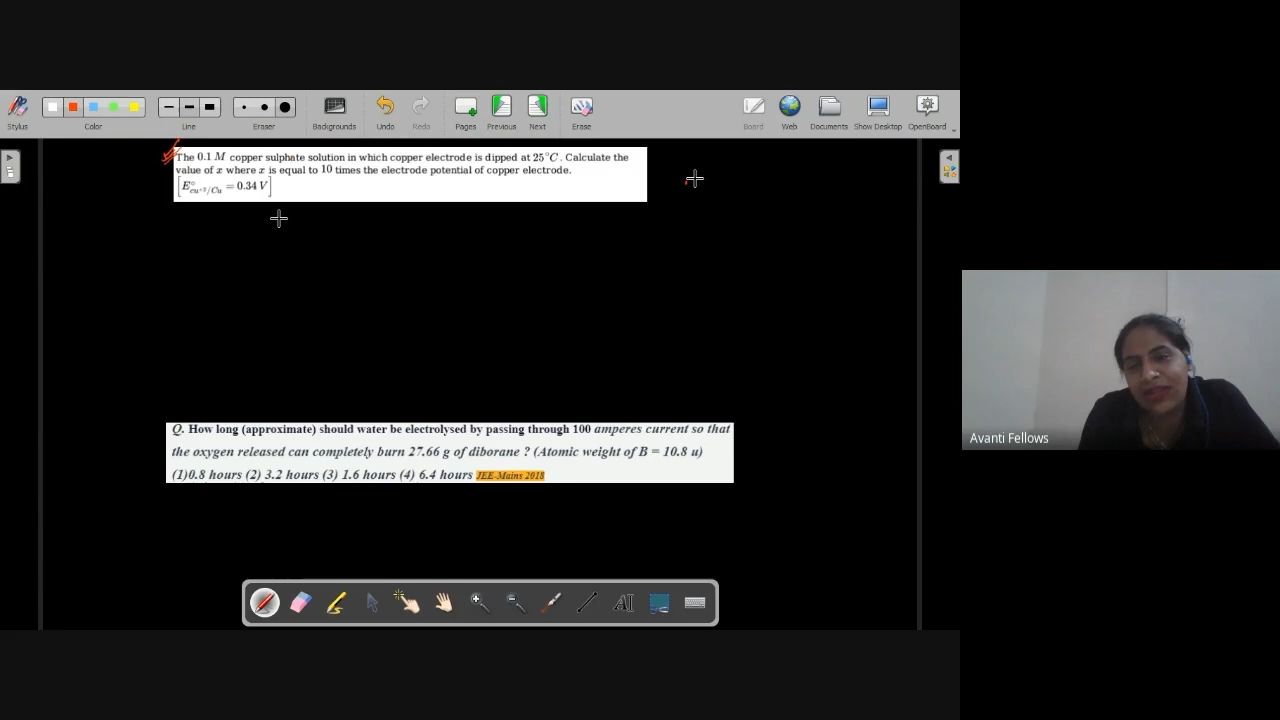 Stylus
Color
Line
Eraser
Backgrounds
Undo
Redo
Pages
Previous
Next
Erase
Board
Web
Documents
Show Desktop
OpenBoard
The 0.1 M copper sulphate solution in which copper electrode is dipped at 25°C. Calculate the
value of x where x is equal to 10 times the electrode potential of copper electrode.
[E°cu⁺²/Cu = 0.34 V]
Q. How long (approximate) should water be electrolysed by passing through 100 amperes current so that
the oxygen released can completely burn 27.66 g of diborane ? (Atomic weight of B = 10.8 u)
(1)0.8 hours (2) 3.2 hours (3) 1.6 hours (4) 6.4 hours JEE-Mains 2018
AI
Avanti Fellows